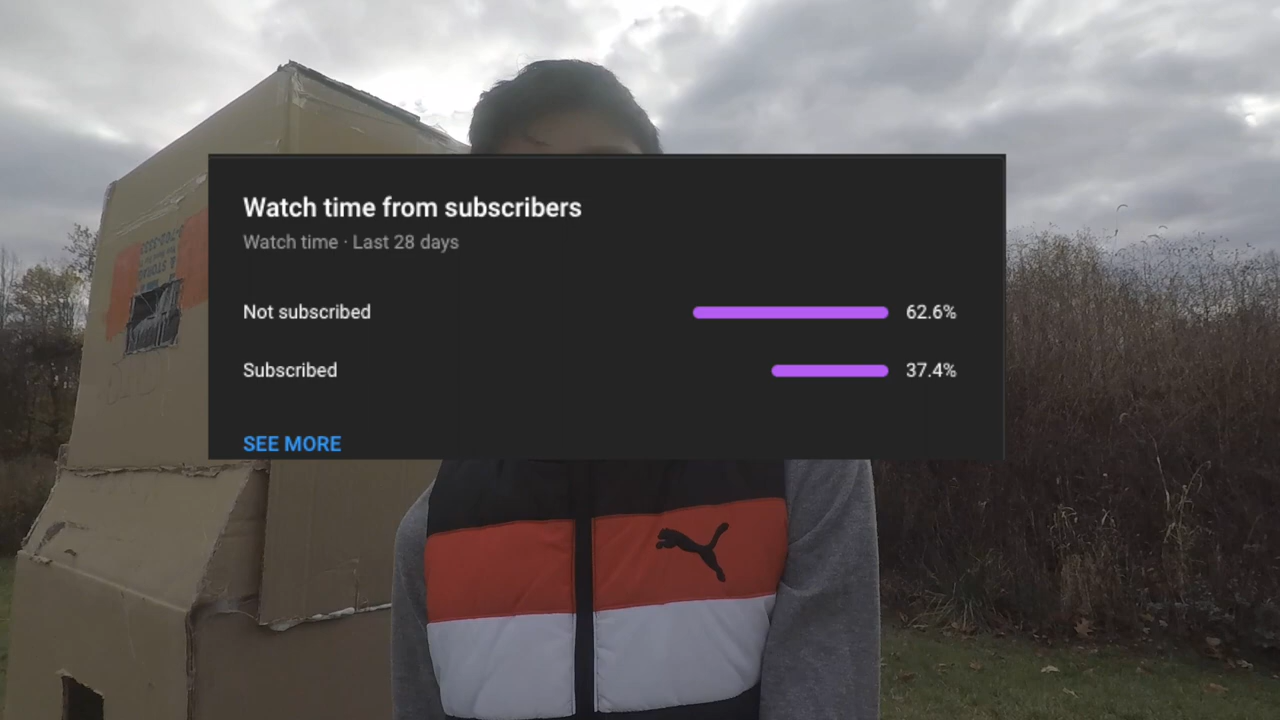 Watch time from subscribers
Watch time · Last 28 days
Not subscribed 62.6%
Subscribed 37.4%
SEE MORE